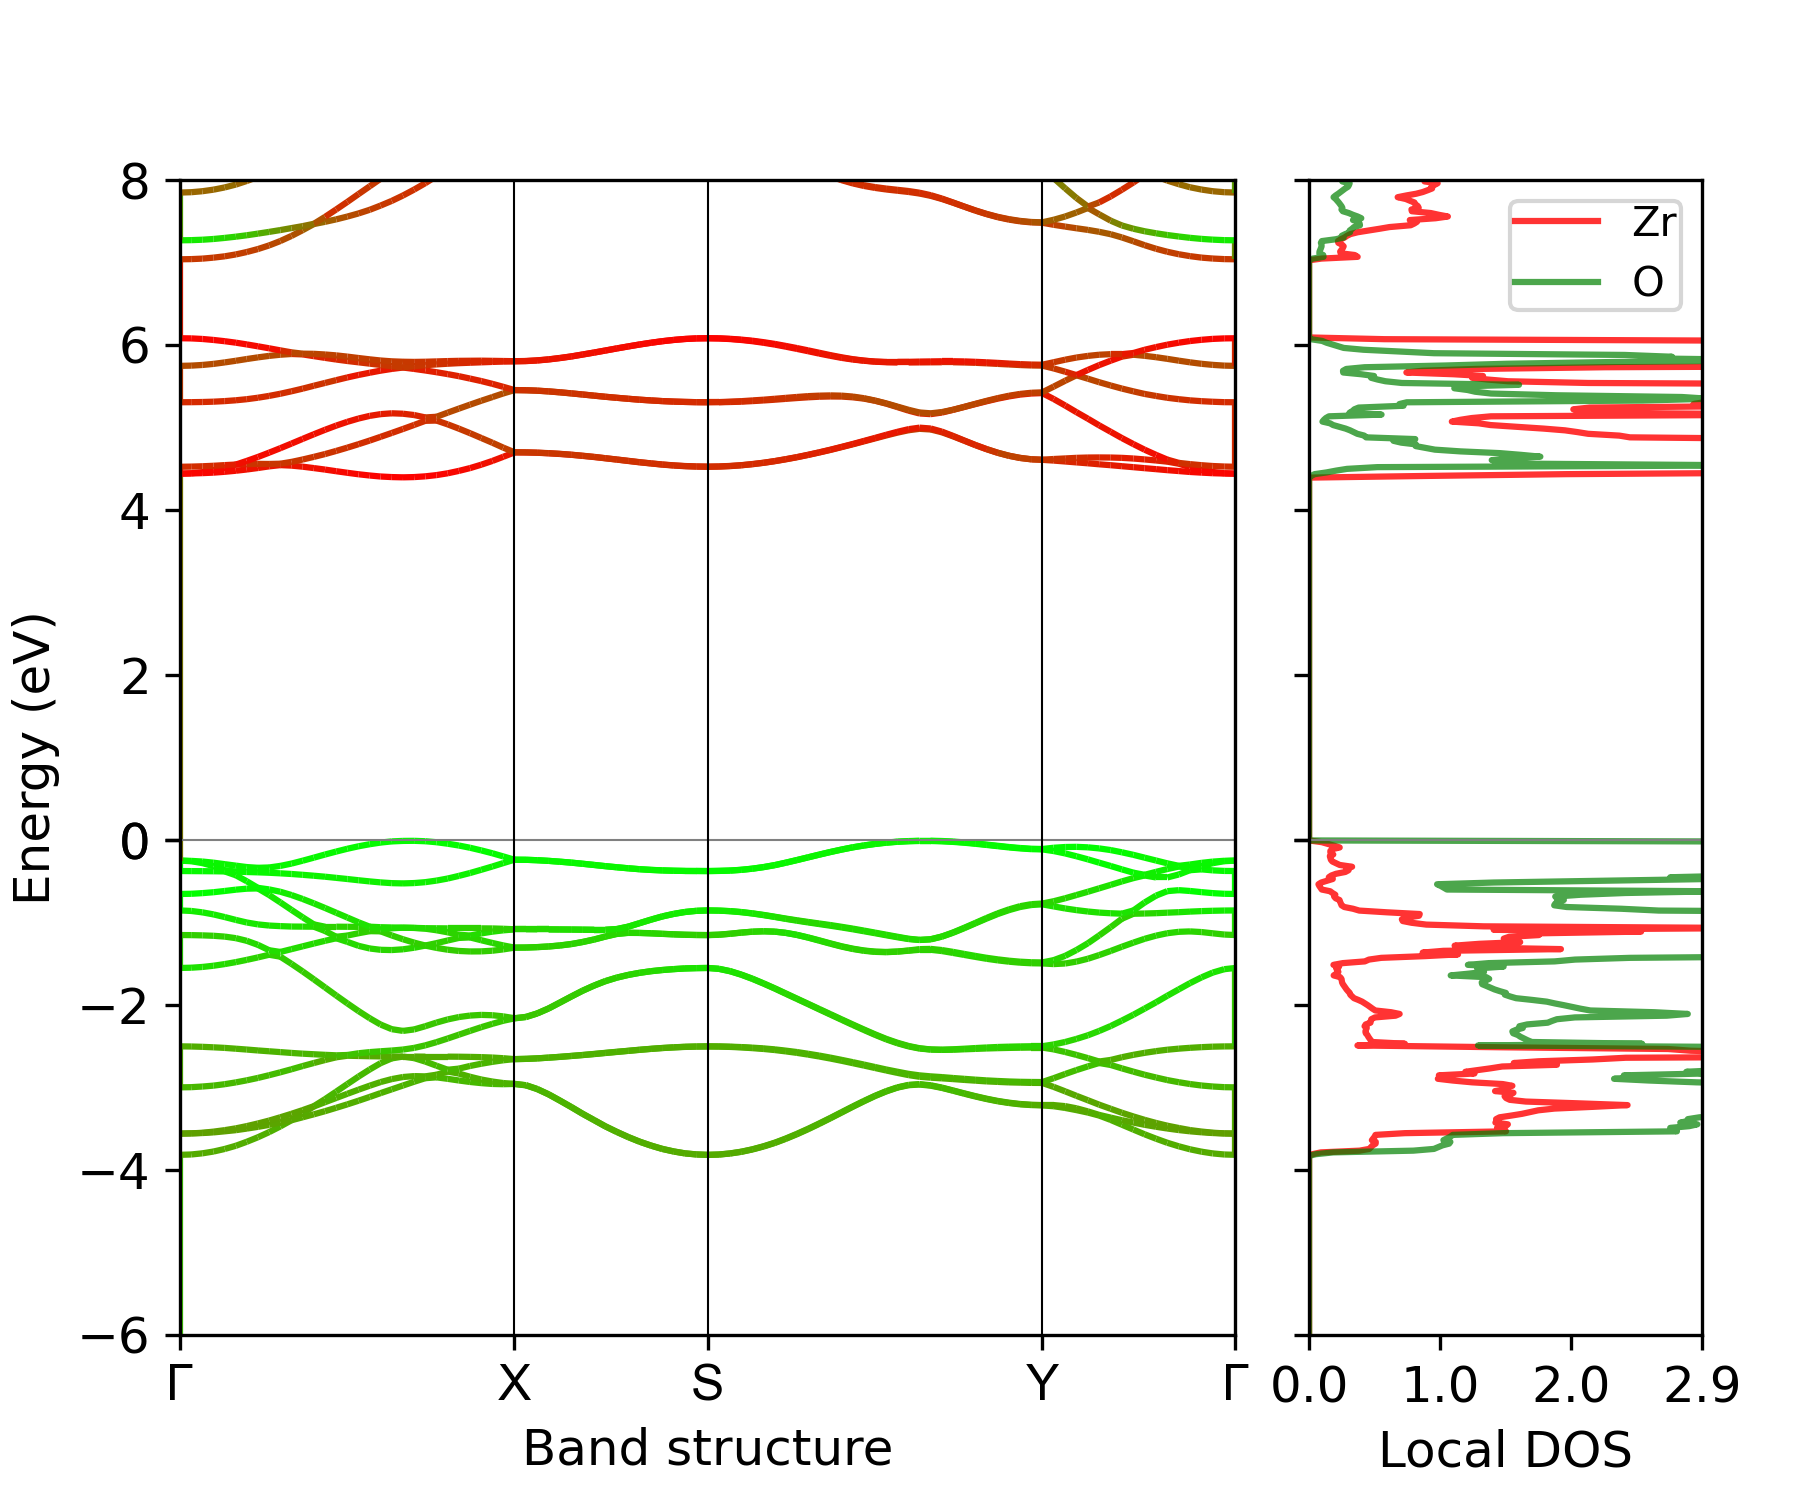 8
6
4
2
0
−2
−4
−6
Energy (eV)
Γ X S Y Γ
Band structure
Zr
O
0.0 1.0 2.0 2.9
Local DOS